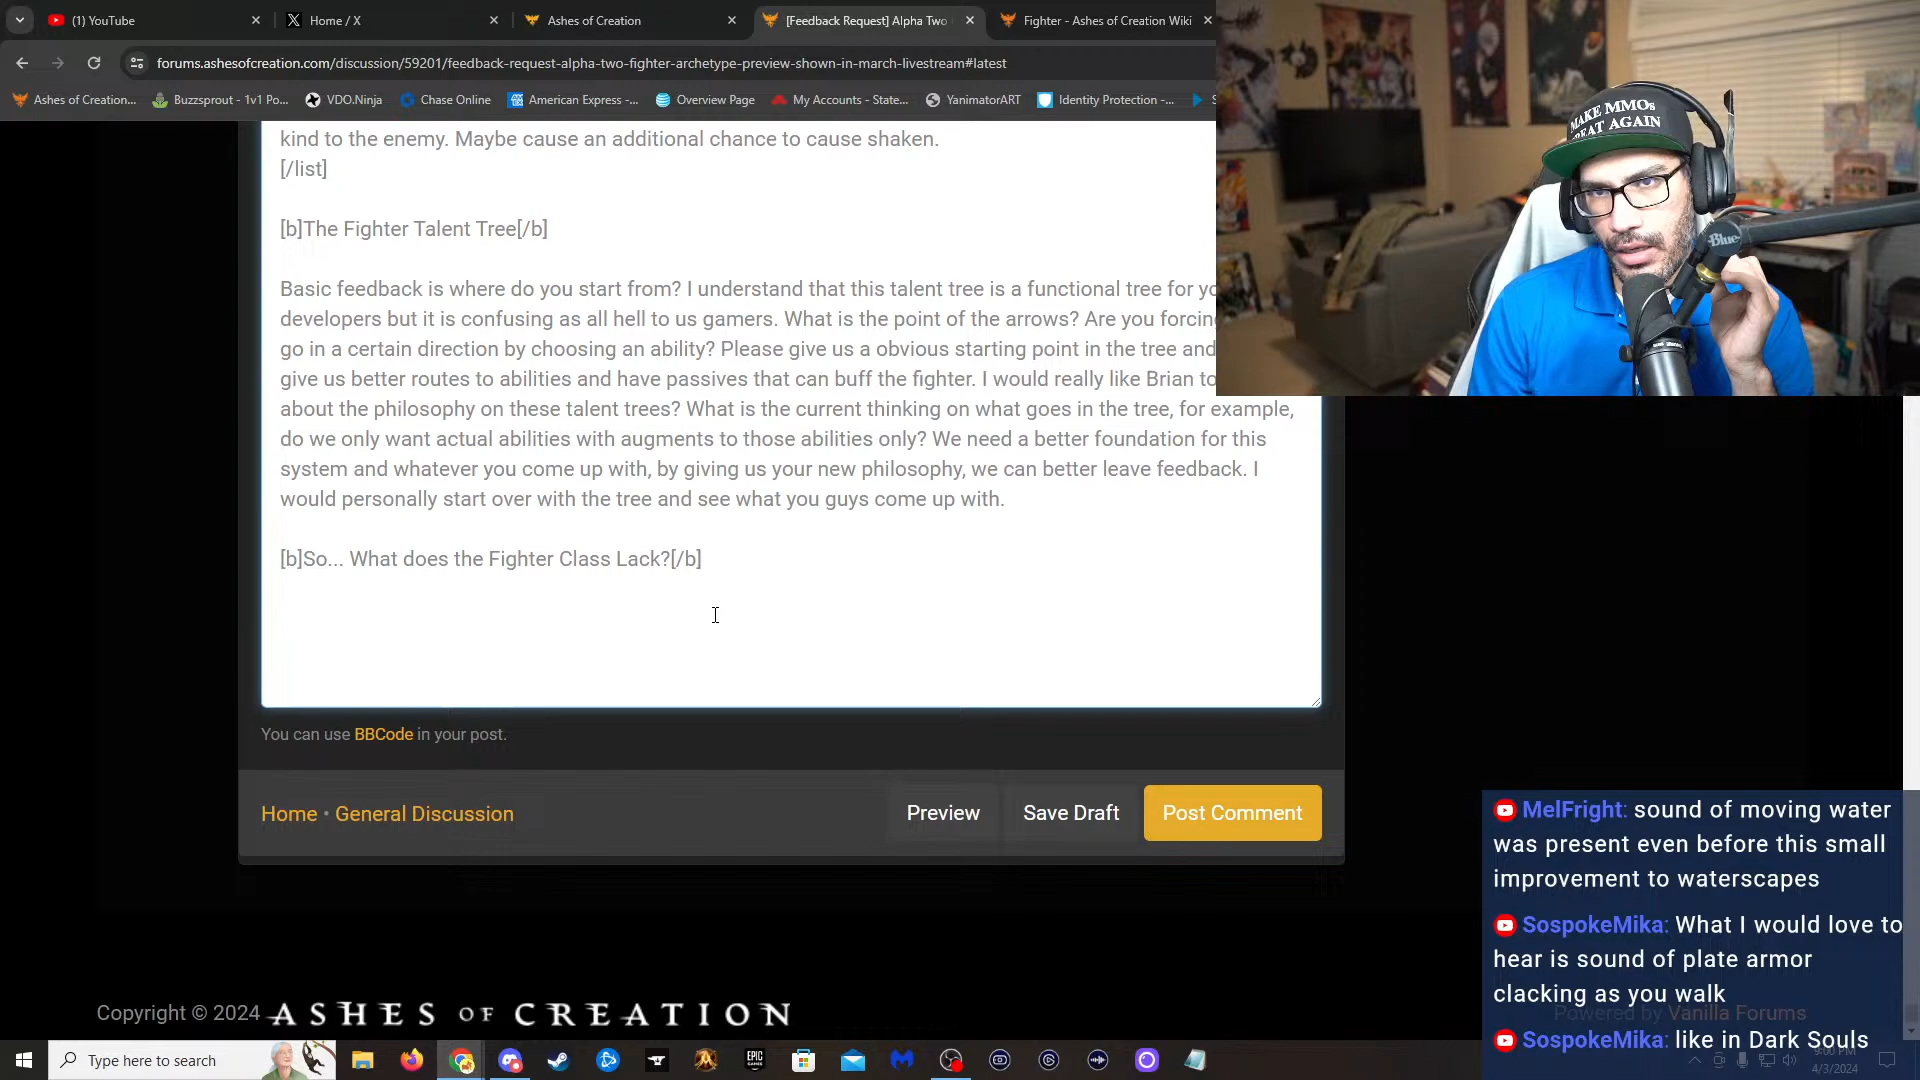 (1) YouTube
Home / X
Ashes of Creation
[Feedback Request] Alpha Two
Fighter - Ashes of Creation Wiki
forums.ashesofcreation.com/discussion/59201/feedback-request-alpha-two-fighter-archetype-preview-shown-in-march-livestream#latest
Ashes of Creation...
Buzzsprout - 1v1 Po...
VDO.Ninja
Chase Online
American Express -...
Overview Page
My Accounts - State...
YanimatorART
Identity Protection -...
MAKE MMOs
GREAT AGAIN
Blue
kind to the enemy. Maybe cause an additional chance to cause shaken.
[/list]
[b]The Fighter Talent Tree[/b]
Basic feedback is where do you start from? I understand that this talent tree is a functional tree for
developers but it is confusing as all hell to us gamers. What is the point of the arrows? Are you
go in a certain direction by choosing an ability? Please give us a obvious starting point in the tree and
give us better routes to abilities and have passives that can buff the fighter. I would really like Brian to
about the philosophy on these talent trees? What is the current thinking on what goes in the tree, for example,
do we only want actual abilities with augments to those abilities only? We need a better foundation for this
system and whatever you come up with, by giving us your new philosophy, we can better leave feedback. I
would personally start over with the tree and see what you guys come up with.
[b]So... What does the Fighter Class Lack?[/b]
You can use BBCode in your post.
Home • General Discussion
Preview
Save Draft
Post Comment
MelFright: sound of moving water
was present even before this small
improvement to waterscapes
SospokeMika: What I would love to
hear is sound of plate armor
clacking as you walk
SospokeMika: like in Dark Souls
Copyright © 2024 ASHES OF CREATION
Powered by Vanilla Forums
Type here to search
EPIC GAMES
9:00 PM
4/3/2024